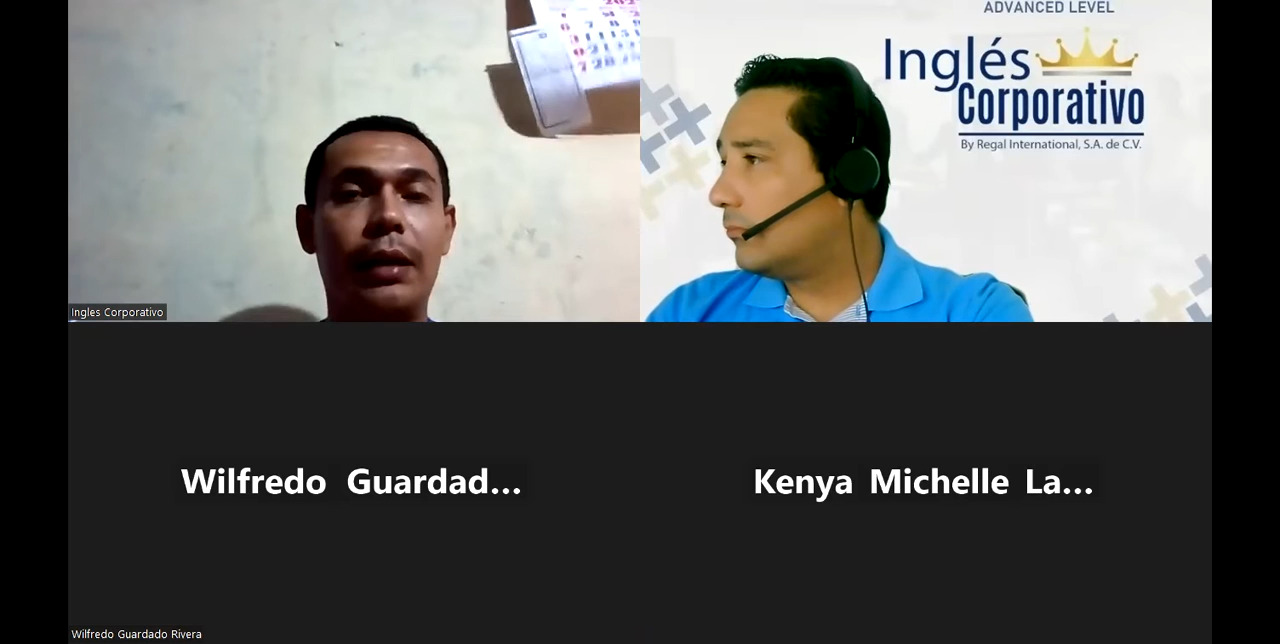 ADVANCED LEVEL
Inglés
Corporativo
By Regal International, S.A. de C.V.
Ingles Corporativo
Wilfredo Guardad...
Kenya Michelle La...
Wilfredo Guardado Rivera